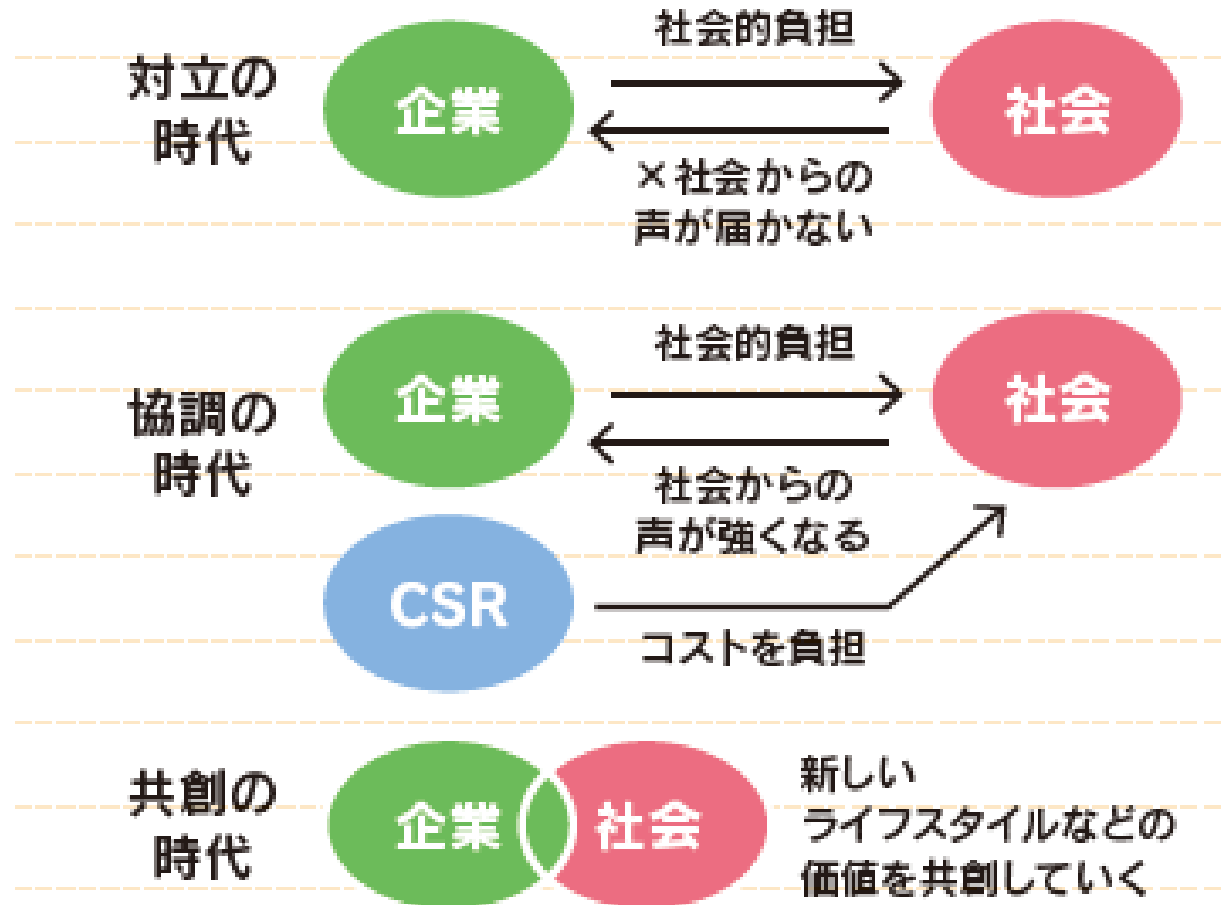 対立の
時代
企業
社会的負担
×社会からの
声が届かない
社会
協調の
時代
企業
社会的負担
社会からの
声が強くなる
社会
CSR
コストを負担
共創の
時代
企業
社会
新しい
ライフスタイルなどの
価値を共創していく